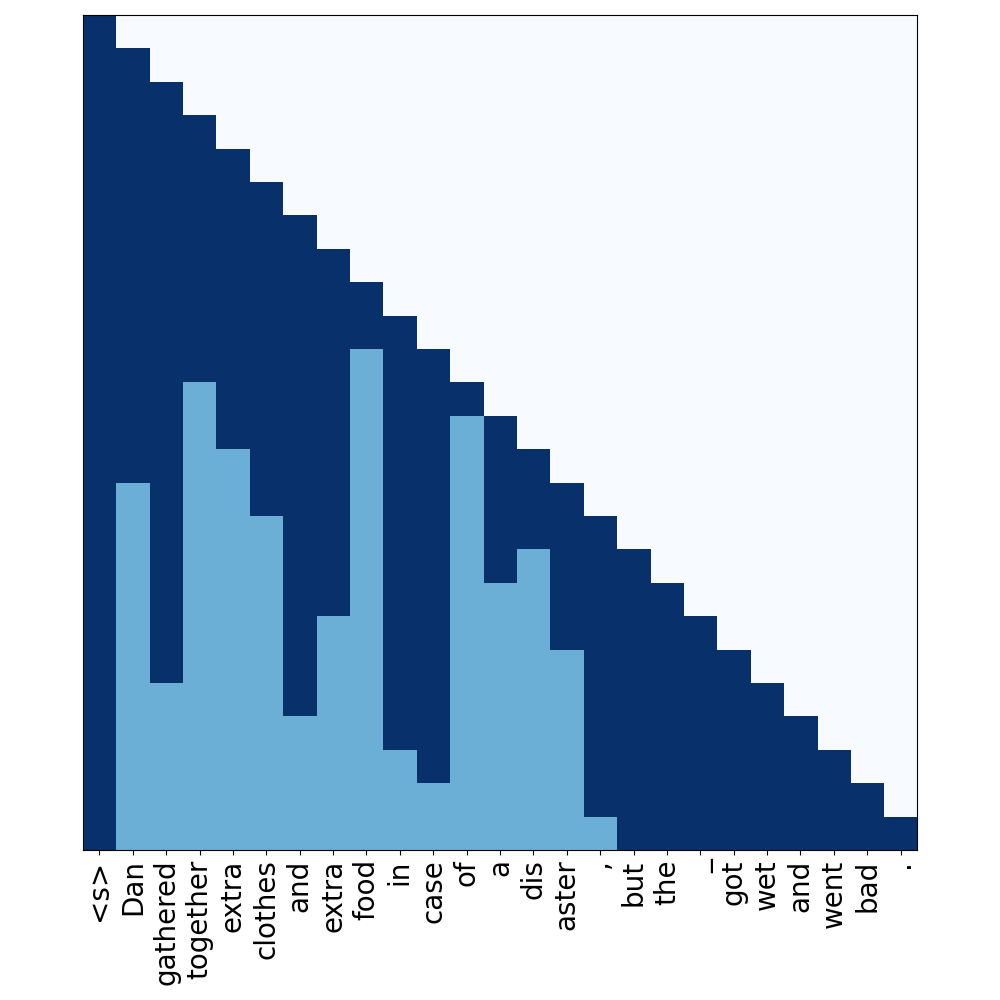 <s>
Dan
gathered
together
extra
clothes
and
extra
food
in
case
of
a
dis
aster
,
but
the
_
got
wet
and
went
bad
.